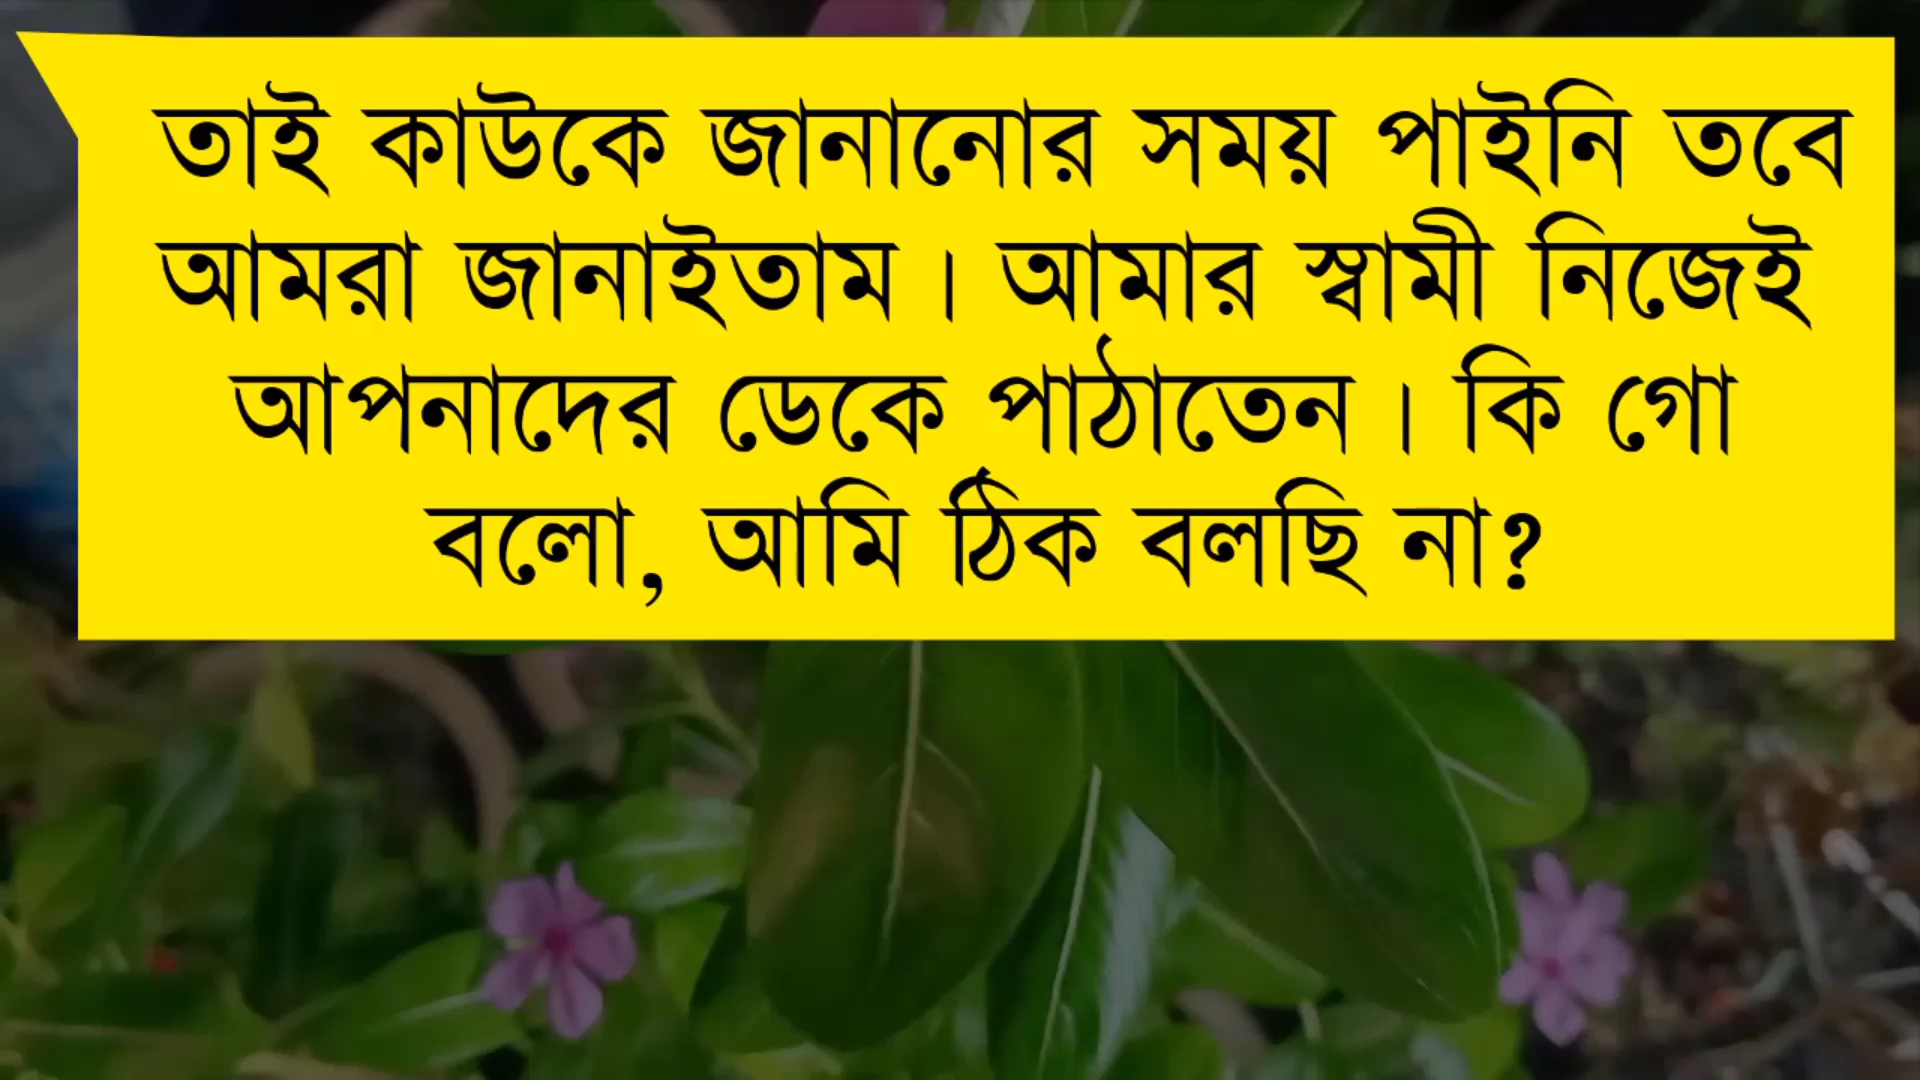 তাই কাউকে জানানোর সময় পাইনি তবে
আমরা জানাইতাম । আমার স্বামী নিজেই
আপনাদের ডেকে পাঠাতেন । কি গো
বলো, আমি ঠিক বলছি না?